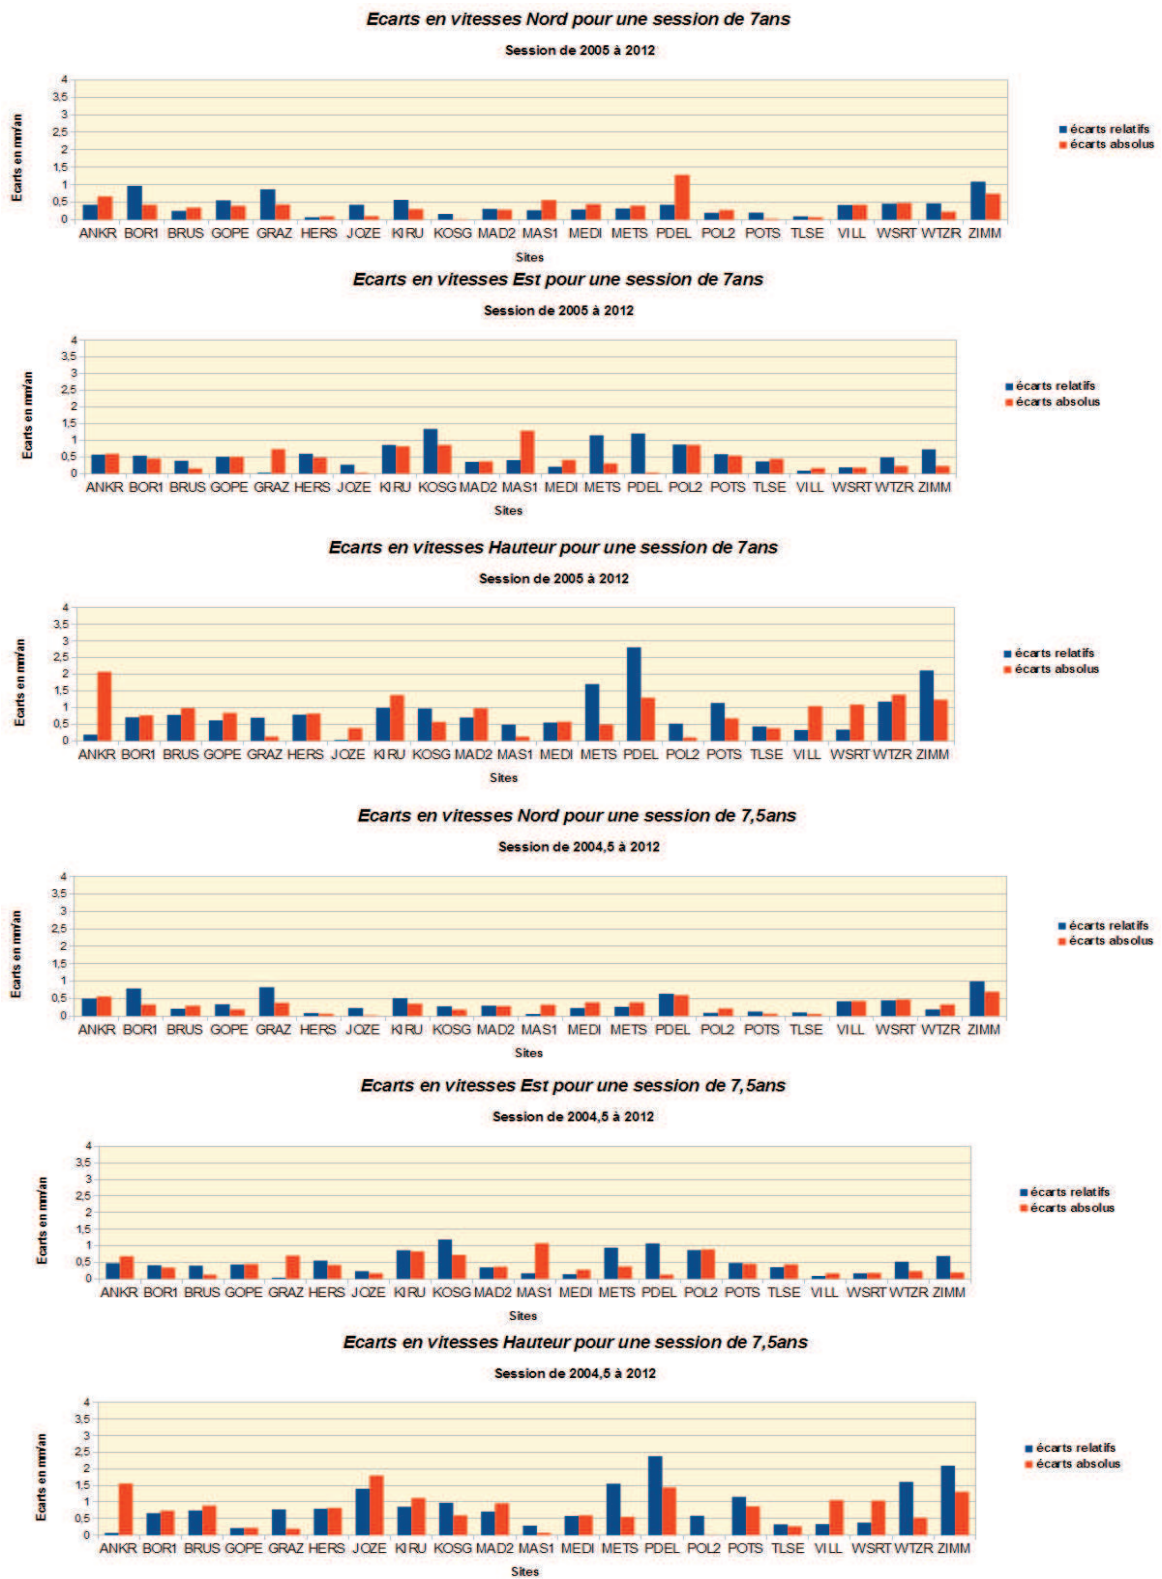 Ecarts en vitesses Nord pour une session de 7ans
Session de 2005 à 2012
Ecarts en mm/an
4
3,5
3
2,5
2
1,5
1
0,5
0
ANKR BOR1 BRUS GOPE GRAZ HERS JOZE KIRU KOSG MAD2 MAS1 MEDI METS PDEL POL2 POTS TLSE VILL WSRT WTZR ZIMM
Sites
écarts relatifs
écarts absolus
Ecarts en vitesses Est pour une session de 7ans
Session de 2005 à 2012
Ecarts en mm/an
4
3,5
3
2,5
2
1,5
1
0,5
0
ANKR BOR1 BRUS GOPE GRAZ HERS JOZE KIRU KOSG MAD2 MAS1 MEDI METS PDEL POL2 POTS TLSE VILL WSRT WTZR ZIMM
Sites
écarts relatifs
écarts absolus
Ecarts en vitesses Hauteur pour une session de 7ans
Session de 2005 à 2012
Ecarts en mm/an
4
3,5
3
2,5
2
1,5
1
0,5
0
ANKR BOR1 BRUS GOPE GRAZ HERS JOZE KIRU KOSG MAD2 MAS1 MEDI METS PDEL POL2 POTS TLSE VILL WSRT WTZR ZIMM
Sites
écarts relatifs
écarts absolus
Ecarts en vitesses Nord pour une session de 7,5ans
Session de 2004,5 à 2012
Ecarts en mm/an
4
3,5
3
2,5
2
1,5
1
0,5
0
ANKR BOR1 BRUS GOPE GRAZ HERS JOZE KIRU KOSG MAD2 MAS1 MEDI METS PDEL POL2 POTS TLSE VILL WSRT WTZR ZIMM
Sites
écarts relatifs
écarts absolus
Ecarts en vitesses Est pour une session de 7,5ans
Session de 2004,5 à 2012
Ecarts en mm/an
4
3,5
3
2,5
2
1,5
1
0,5
0
ANKR BOR1 BRUS GOPE GRAZ HERS JOZE KIRU KOSG MAD2 MAS1 MEDI METS PDEL POL2 POTS TLSE VILL WSRT WTZR ZIMM
Sites
écarts relatifs
écarts absolus
Ecarts en vitesses Hauteur pour une session de 7,5ans
Session de 2004,5 à 2012
Ecarts en mm/an
4
3,5
3
2,5
2
1,5
1
0,5
0
ANKR BOR1 BRUS GOPE GRAZ HERS JOZE KIRU KOSG MAD2 MAS1 MEDI METS PDEL POL2 POTS TLSE VILL WSRT WTZR ZIMM
Sites
écarts relatifs
écarts absolus